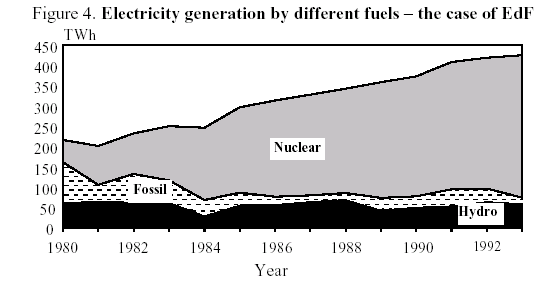 Figure 4. Electricity generation by different fuels – the case of EdF
TWh
450
400
350
300
250
200
150
100
50
0
Nuclear
Fossil
Hydro
1980 1982 1984 1986 1988 1990 1992
Year